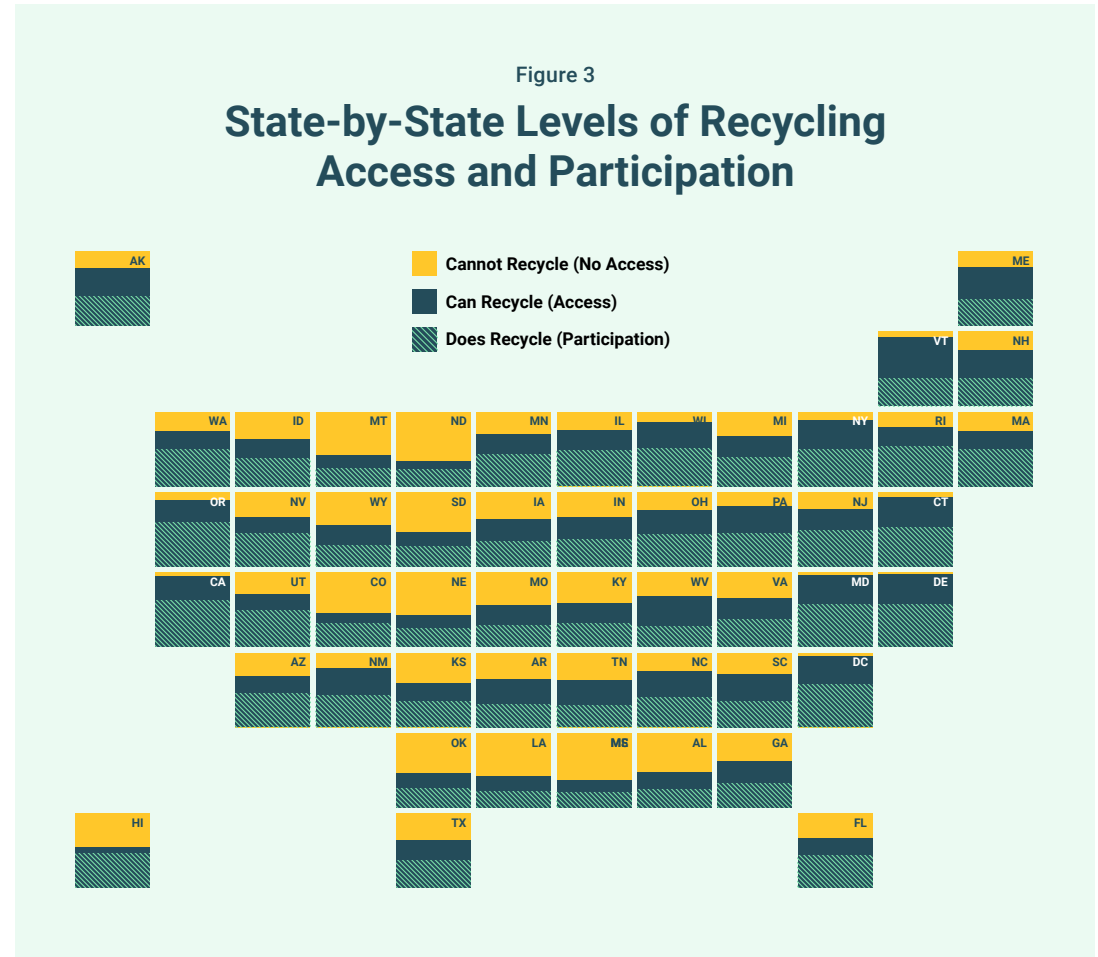 Figure 3
State-by-State Levels of Recycling
Access and Participation
AK
Cannot Recycle (No Access)
ME
Can Recycle (Access)
Does Recycle (Participation)
VT NH
WA ID MT ND MN IL WI MI NY RI MA
OR NV WY SD IA IN OH PA NJ CT
CA UT CO NE MO KY WV VA MD DE
AZ NM KS AR TN NC SC DC
OK LA AL GA
HI TX FL